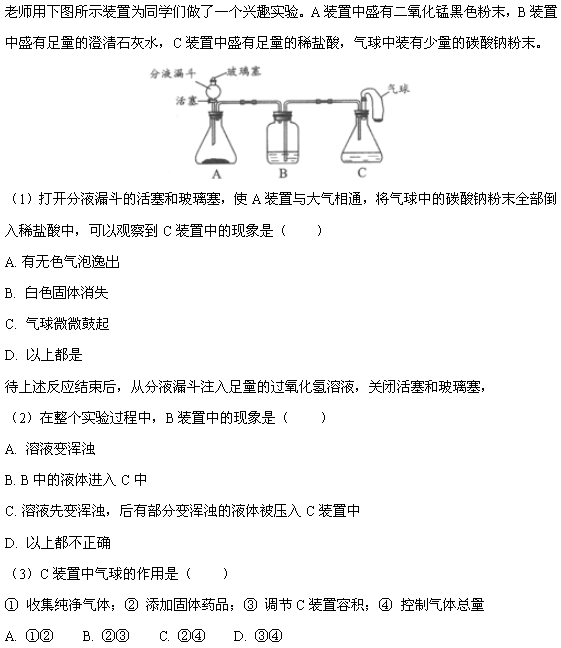 老师用下图所示装置为同学们做了一个兴趣实验。A装置中盛有二氧化锰黑色粉末，B装置
中盛有足量的澄清石灰水，C装置中盛有足量的稀盐酸，气球中装有少量的碳酸钠粉末。
分液漏斗 玻璃塞
活塞 气球
A B C
（1）打开分液漏斗的活塞和玻璃塞，使A装置与大气相通，将气球中的碳酸钠粉末全部倒
入稀盐酸中，可以观察到C装置中的现象是（　　）
A. 有无色气泡逸出
B. 白色固体消失
C. 气球微微鼓起
D. 以上都是
待上述反应结束后，从分液漏斗注入足量的过氧化氢溶液，关闭活塞和玻璃塞，
（2）在整个实验过程中，B装置中的现象是（　　）
A. 溶液变浑浊
B. B中的液体进入C中
C. 溶液先变浑浊，后有部分变浑浊的液体被压入C装置中
D. 以上都不正确
（3）C装置中气球的作用是（　　）
① 收集纯净气体；② 添加固体药品；③ 调节C装置容积；④ 控制气体总量
A. ①②　　B. ②③　　C. ②④　　D. ③④